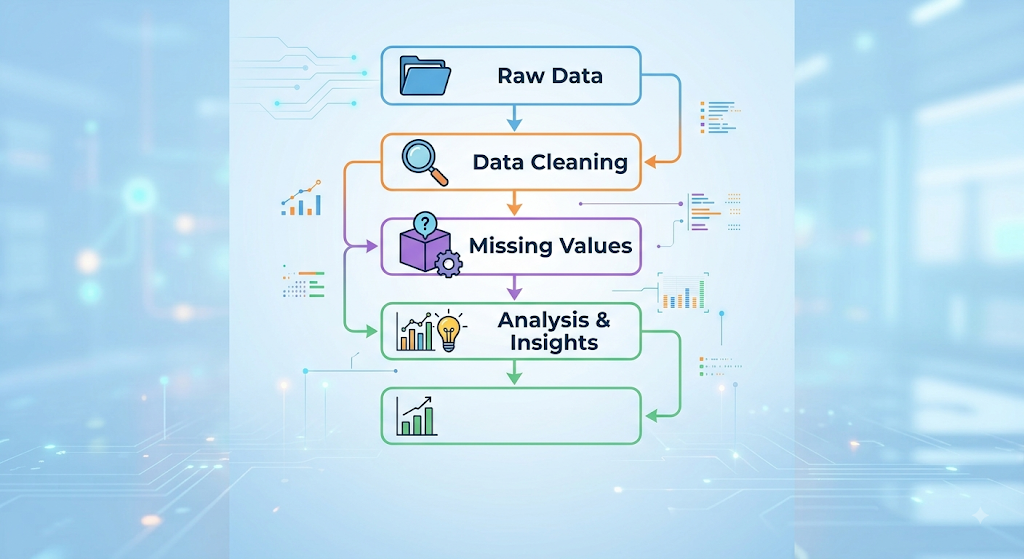 Raw Data
Data Cleaning
?
Missing Values
Analysis &
Insights